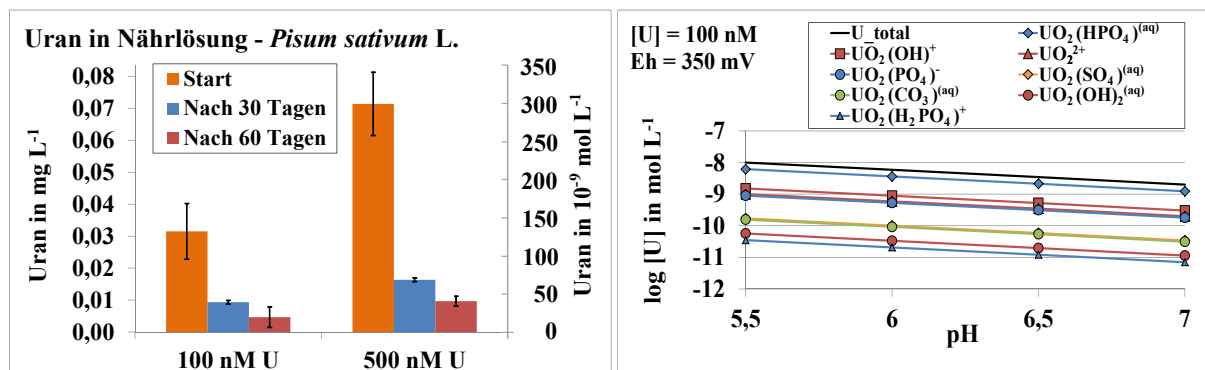 Uran in Nährlösung - Pisum sativum L.
0,08
0,07
0,06
0,05
0,04
0,03
0,02
0,01
0,00
Uran in mg L⁻¹
Start
Nach 30 Tagen
Nach 60 Tagen
350
300
250
200
150
100
50
0
Uran in 10⁻⁹ mol L⁻¹
100 nM U
500 nM U
[U] = 100 nM
Eh = 350 mV
U_total
UO₂(HPO₄)⁽ᵃq⁾
UO₂(OH)⁺
UO₂²⁺
UO₂(PO₄)⁻
UO₂(SO₄)⁽ᵃq⁾
UO₂(CO₃)⁽ᵃq⁾
UO₂(OH)₂⁽ᵃq⁾
UO₂(H₂PO₄)⁺
-7
-8
-9
-10
-11
-12
log [U] in mol L⁻¹
5,5
6
6,5
7
pH